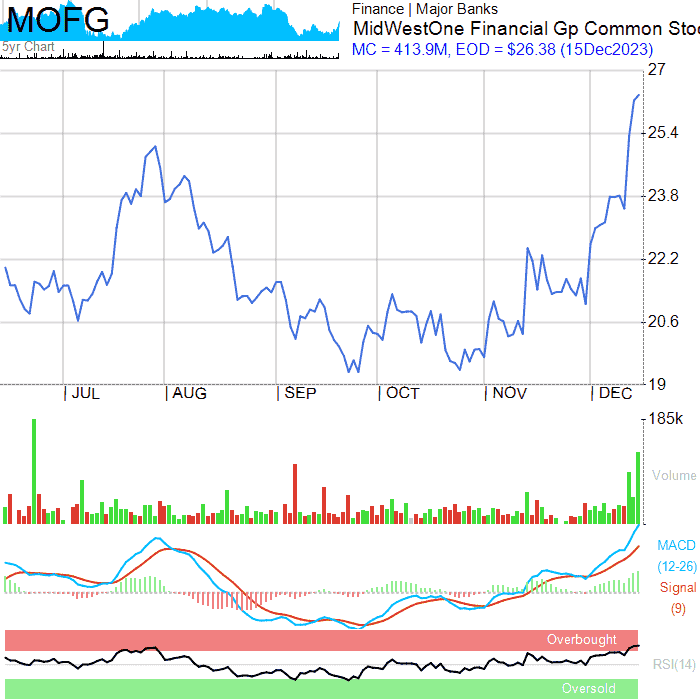 MOFG
5yr Chart
Finance | Major Banks
MidWestOne Financial Gp Common Stoc
MC = 413.9M, EOD = $26.38 (15Dec2023)
27
25.4
23.8
22.2
20.6
19
| JUL | AUG | SEP | OCT | NOV | DEC
185k
Volume
MACD
(12-26)
Signal
(9)
Overbought
RSI(14)
Oversold